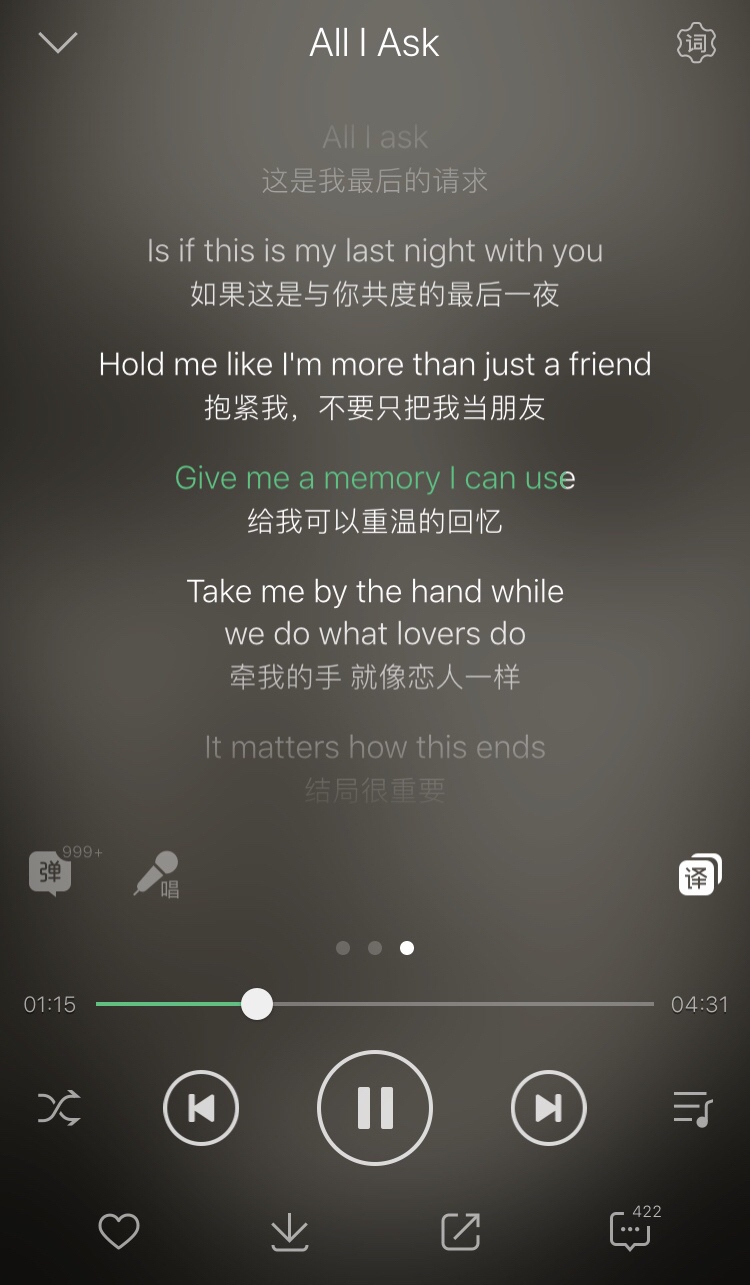 All I Ask
词
All I ask
这是我最后的请求
Is if this is my last night with you
如果这是与你共度的最后一夜
Hold me like I'm more than just a friend
抱紧我，不要只把我当朋友
Give me a memory I can use
给我可以重温的回忆
Take me by the hand while
we do what lovers do
牵我的手 就像恋人一样
It matters how this ends
结局很重要
弹 999+
唱
译
01:15
04:31
422